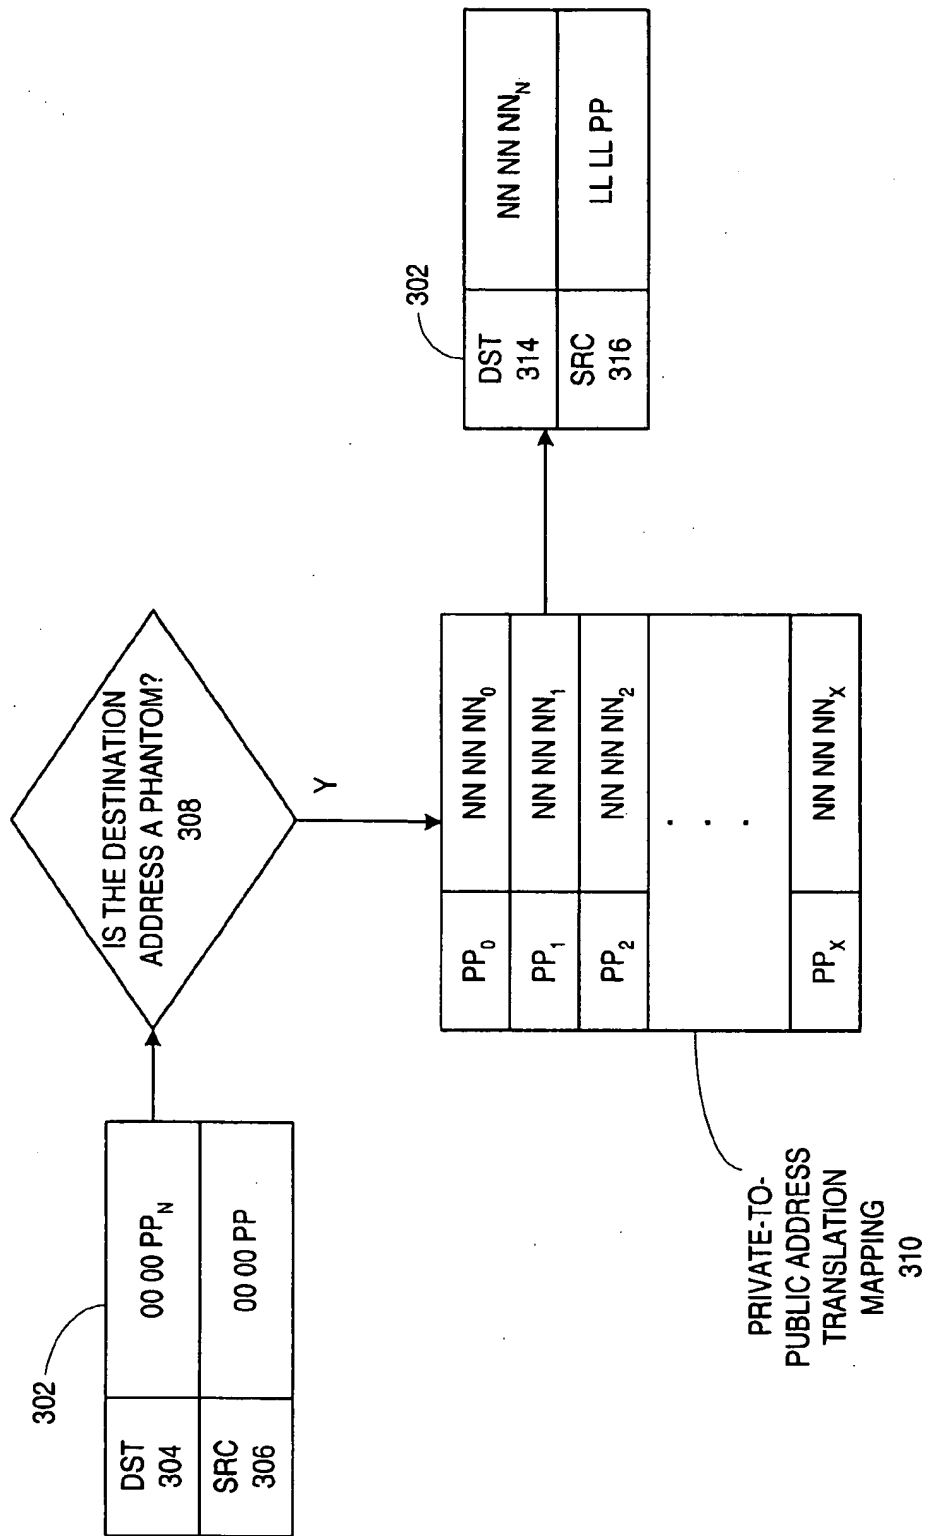 302
DST
304
00 00 PP_N
SRC
306
00 00 PP
IS THE DESTINATION
ADDRESS A PHANTOM?
308
Y
PP_0 NN NN NN_0
PP_1 NN NN NN_1
PP_2 NN NN NN_2
. . .
PP_X NN NN NN_X
PRIVATE-TO-
PUBLIC ADDRESS
TRANSLATION
MAPPING
310
302
DST
314
NN NN NN_N
SRC
316
LL LL PP